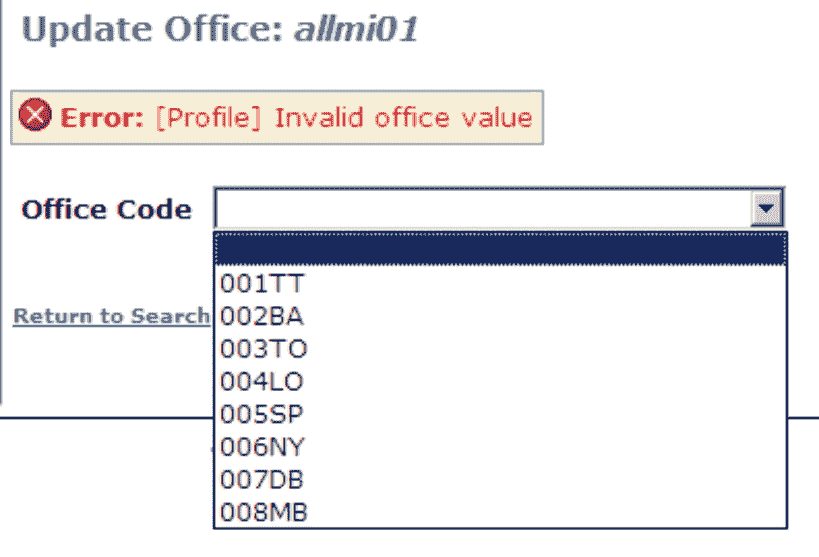 Update Office: allmi01
Error: [Profile] Invalid office value
Office Code
001TT
Return to Search 002BA
003TO
004LO
005SP
006NY
007DB
008MB